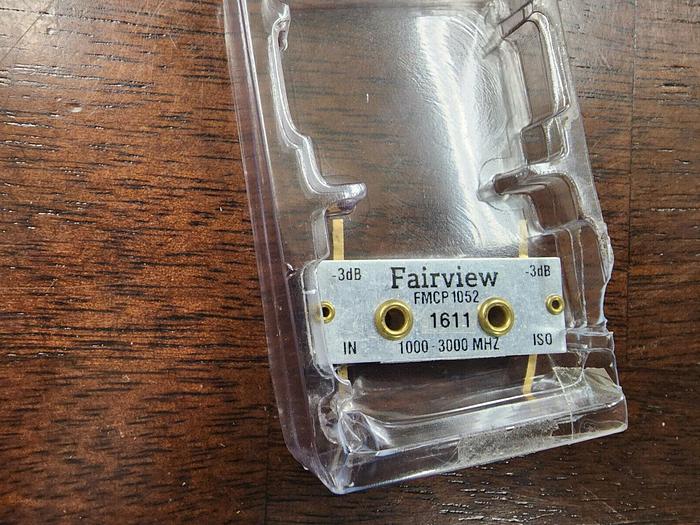 -3dB Fairview -3dB
FMCP1052
1611
IN 1000-3000 MHZ ISO